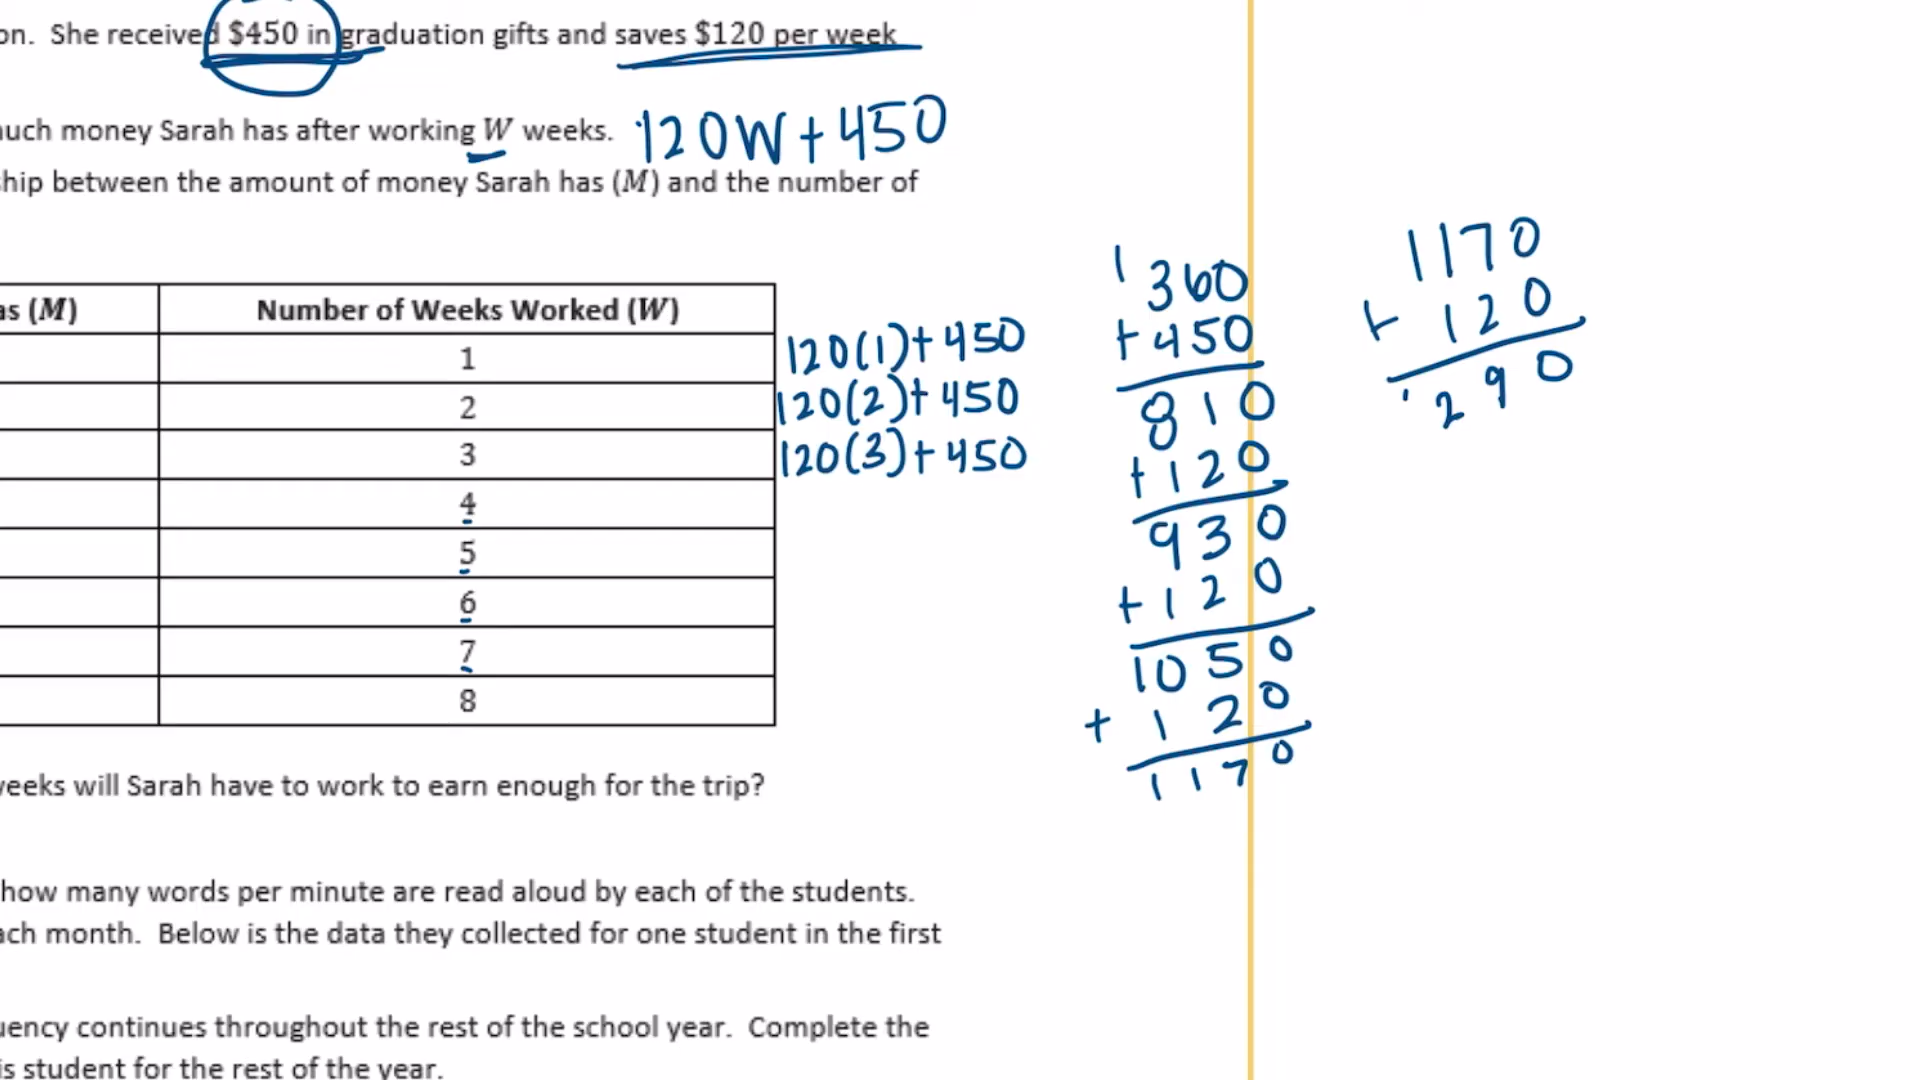 on. She received $450 in graduation gifts and saves $120 per week
much money Sarah has after working W weeks. 120W+450
ship between the amount of money Sarah has (M) and the number of
as (M) Number of Weeks Worked (W)
1 120(1)+450
2 120(2)+450
3 120(3)+450
4
5
6
7
8
1
360
+450
810
+120
930
+120
1050
+120
1170
1170
+120
1290
weeks will Sarah have to work to earn enough for the trip?
how many words per minute are read aloud by each of the students.
ach month. Below is the data they collected for one student in the first
uency continues throughout the rest of the school year. Complete the
is student for the rest of the year.